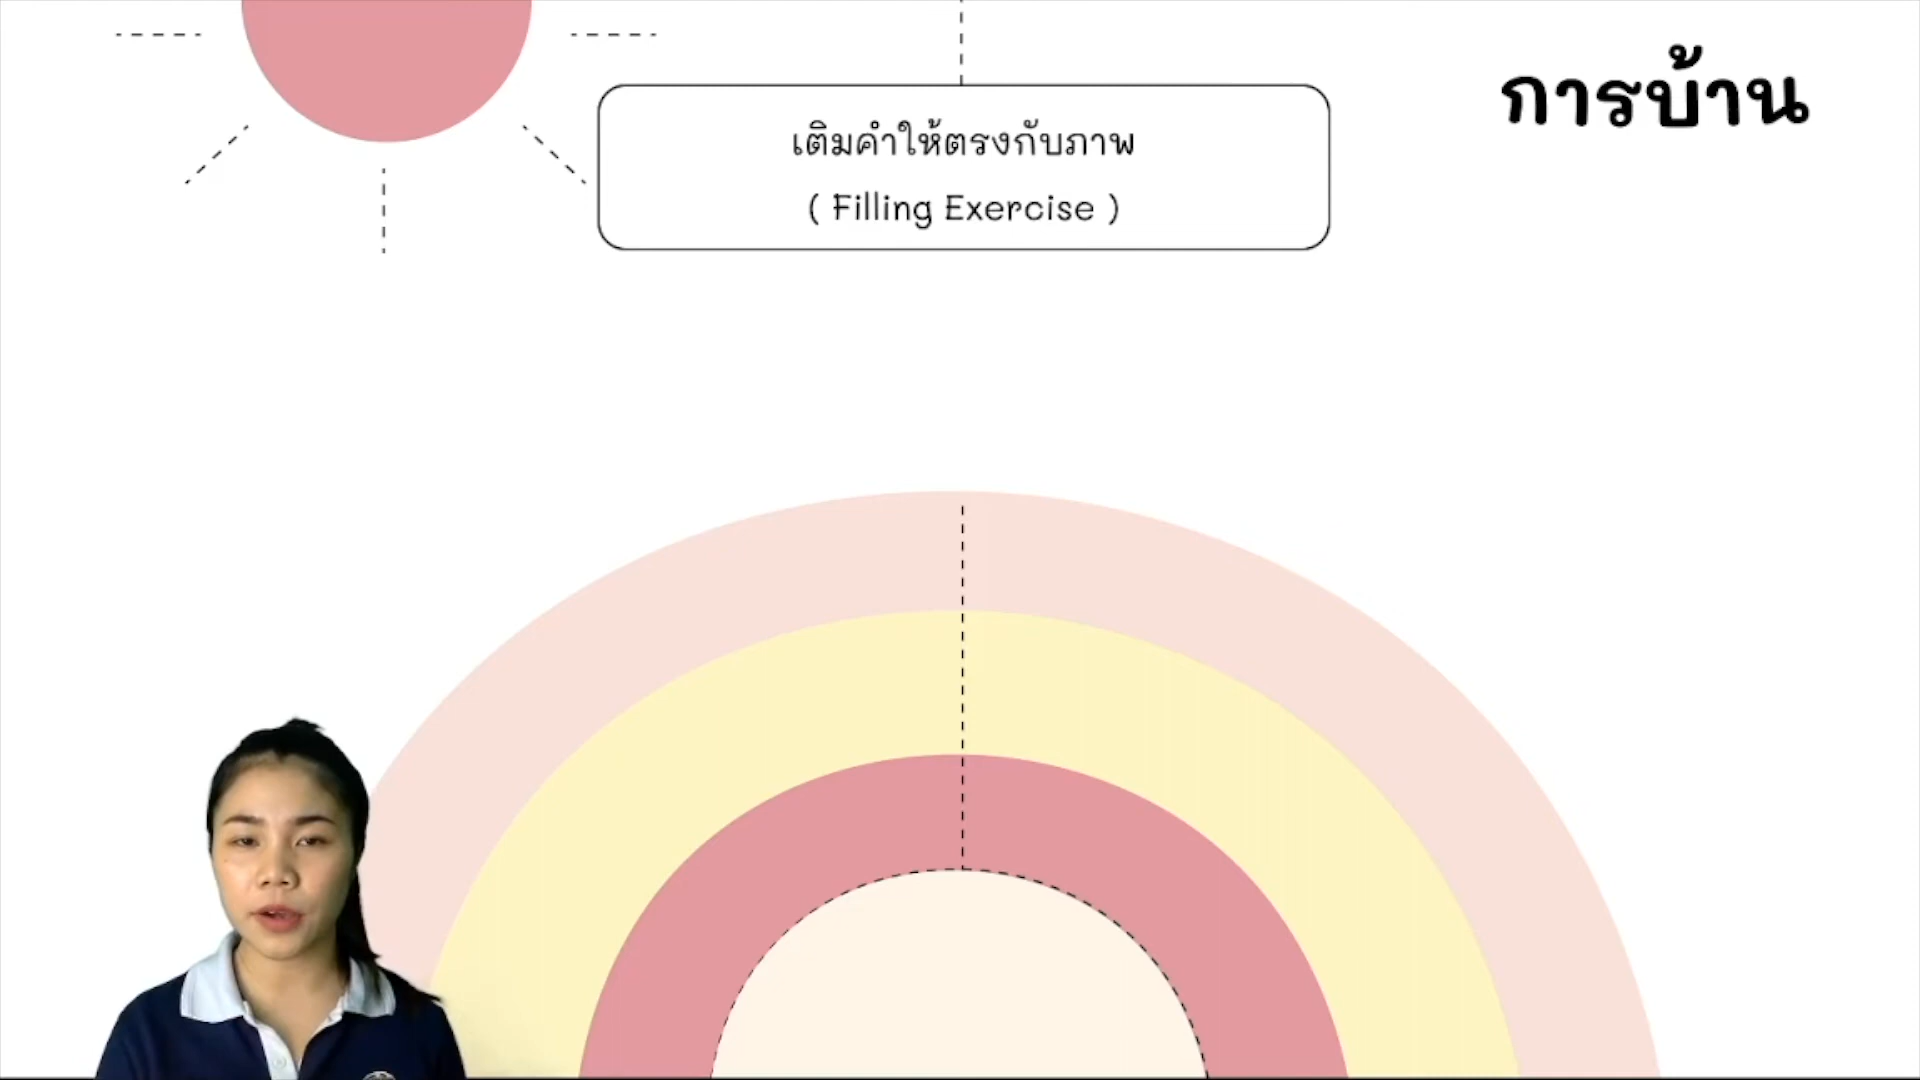 การบ้าน
เติมคำให้ตรงกับภาพ
( Filling Exercise )